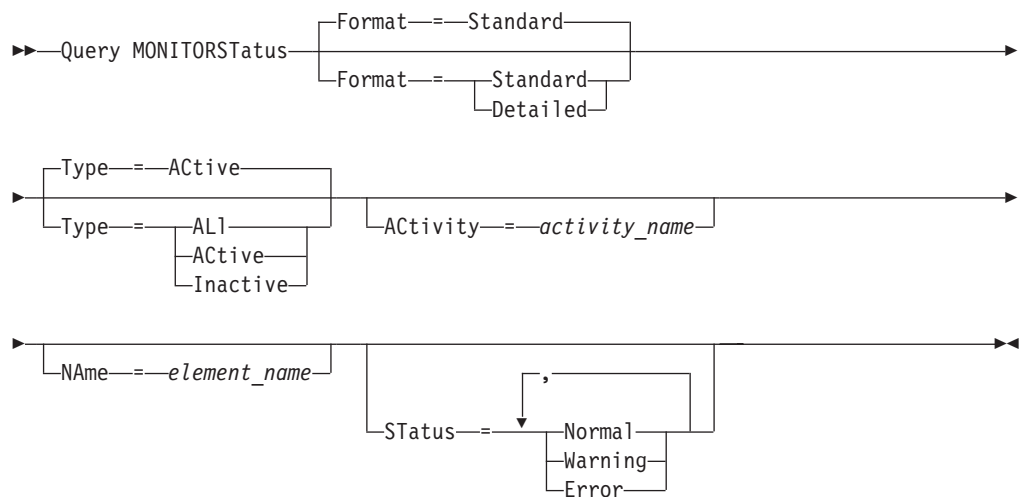 Format = Standard
Query MONITORSTatus
Format = Standard
Detailed
Type = ACtive
Type = ALl
ACtive
Inactive
ACtivity = activity_name
NAme = element_name
,
STatus = Normal
Warning
Error